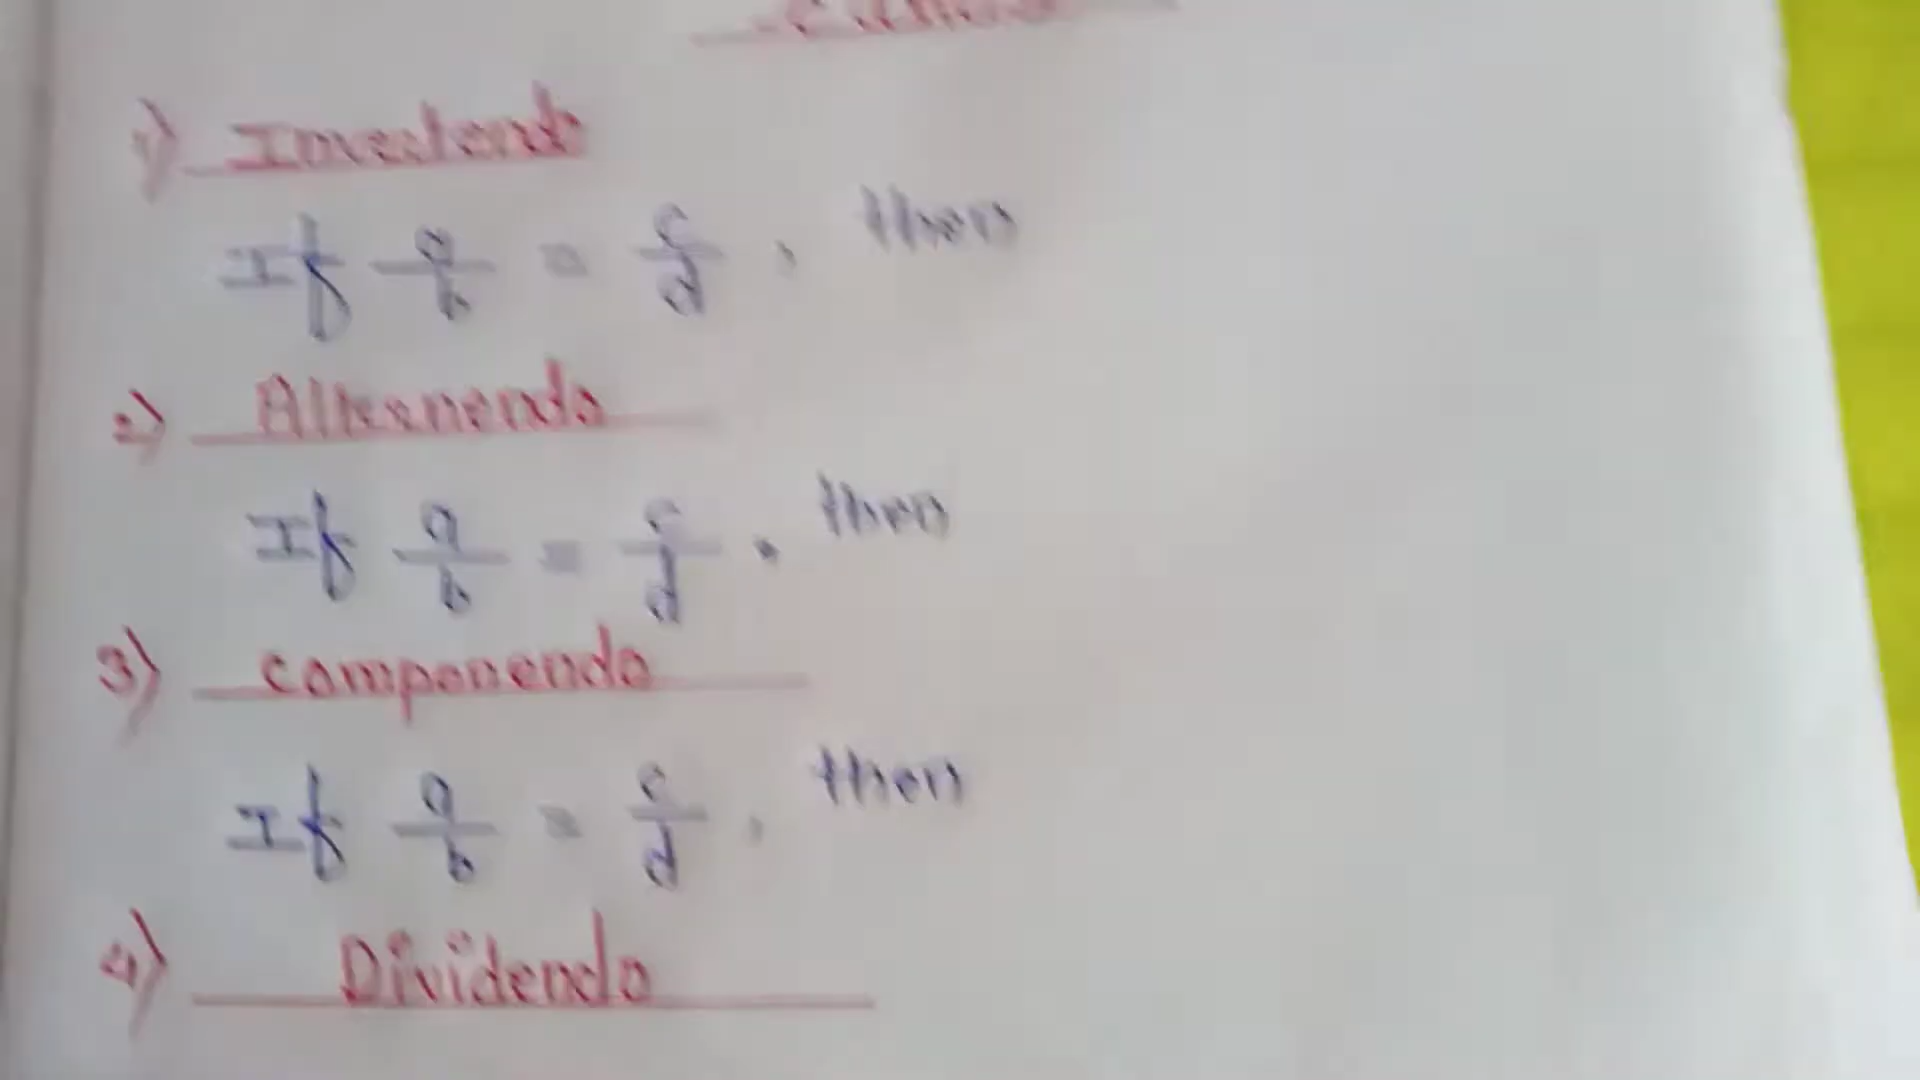 1) Invertendo
If a/b = c/d, then
2) Alternendo
If a/b = c/d, then
3) componendo
If a/b = c/d, then
4) Dividendo